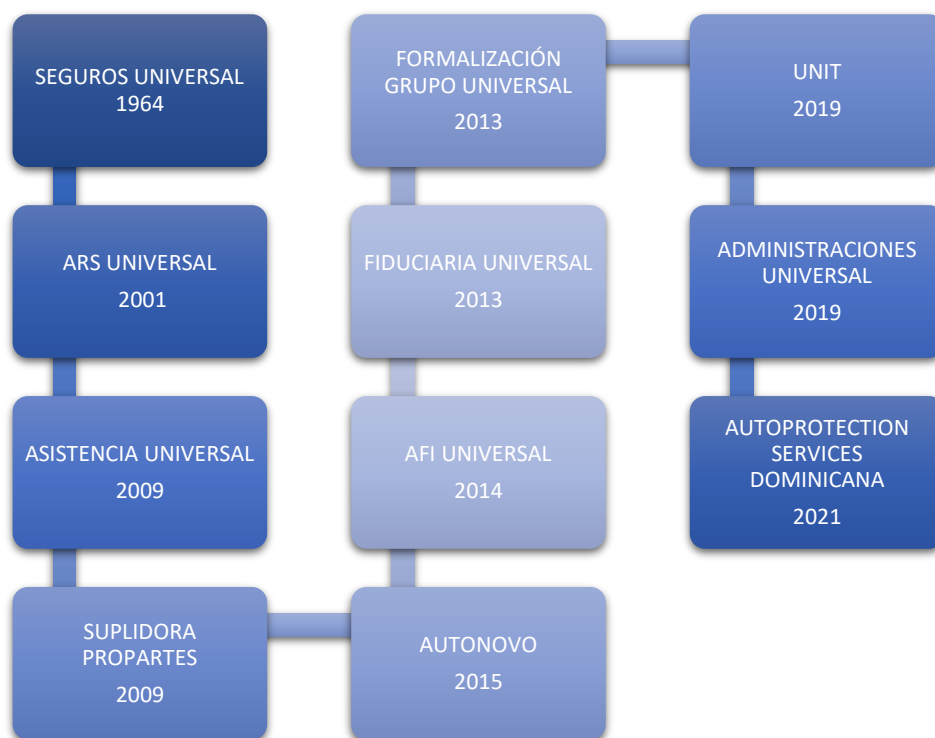 SEGUROS UNIVERSAL
1964
ARS UNIVERSAL
2001
ASISTENCIA UNIVERSAL
2009
SUPLIDORA
PROPARTES
2009
AUTONOVO
2015
AFI UNIVERSAL
2014
FIDUCIARIA UNIVERSAL
2013
FORMALIZACIÓN
GRUPO UNIVERSAL
2013
UNIT
2019
ADMINISTRACIONES
UNIVERSAL
2019
AUTOPROTECTION
SERVICES
DOMINICANA
2021